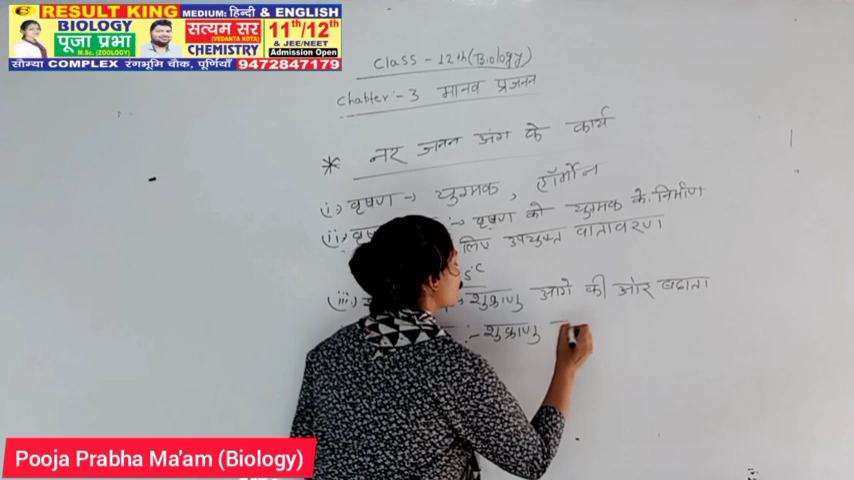 RESULT KING MEDIUM: हिन्दी & ENGLISH
BIOLOGY
पूजा प्रभा
M.Sc. (ZOOLOGY)
सत्यम सर
(VEDANTA KOTA)
CHEMISTRY
11th/12th
& JEE/NEET
Admission Open
सौम्या COMPLEX रंगभूमि चौक, पूर्णियाँ 9472847179
Class - 12th (Biology)
Chapter:- 3 मानव प्रजनन
* नर जनन अंग के कार्य
(i) वृषण → युग्मक, हॉर्मोन
(ii) :- वृषण को युग्मक के निर्माण
लिए उपयुक्त वातावरण
(iii) :- शुक्राणु आगे की ओर बढाता
:- शुक्राणु
Pooja Prabha Ma'am (Biology)